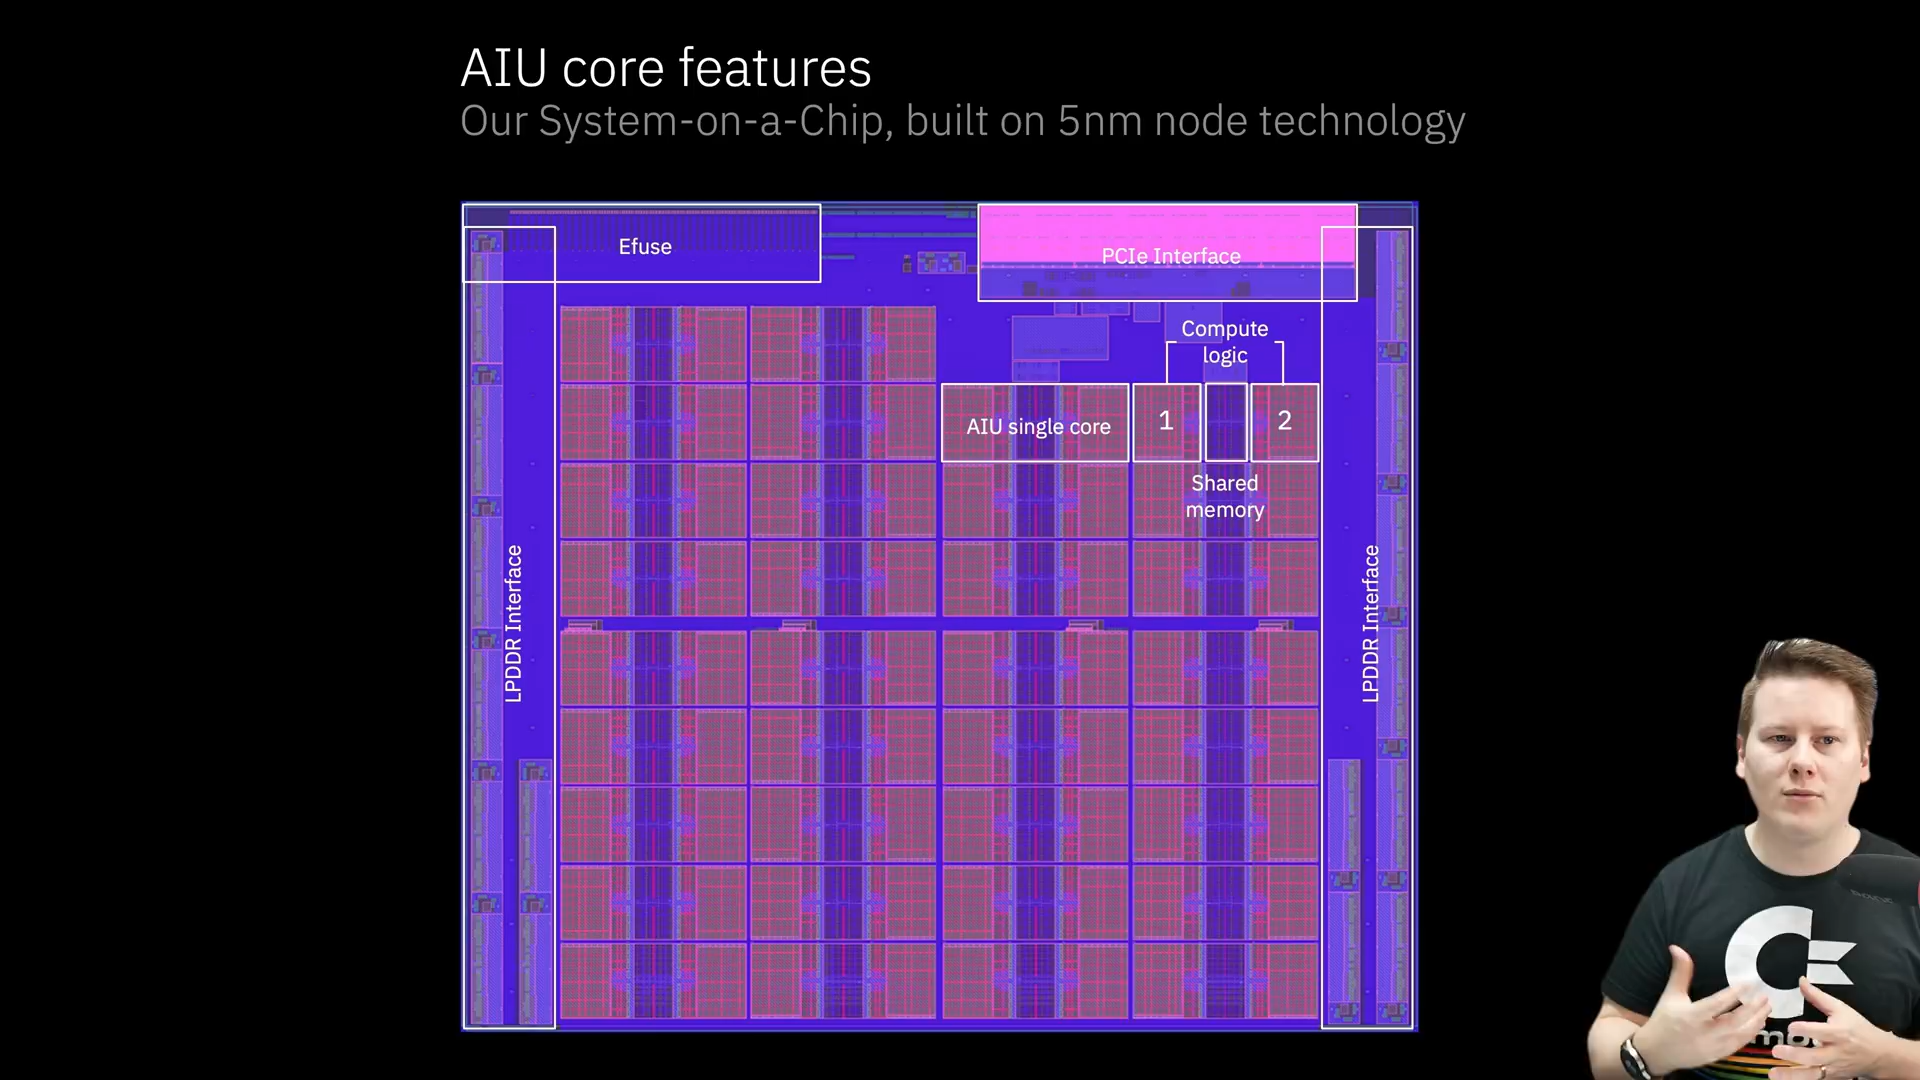 AIU core features
Our System-on-a-Chip, built on 5nm node technology
Efuse
PCIe Interface
Compute
logic
AIU single core
1
2
Shared
memory
LPDDR Interface
LPDDR Interface